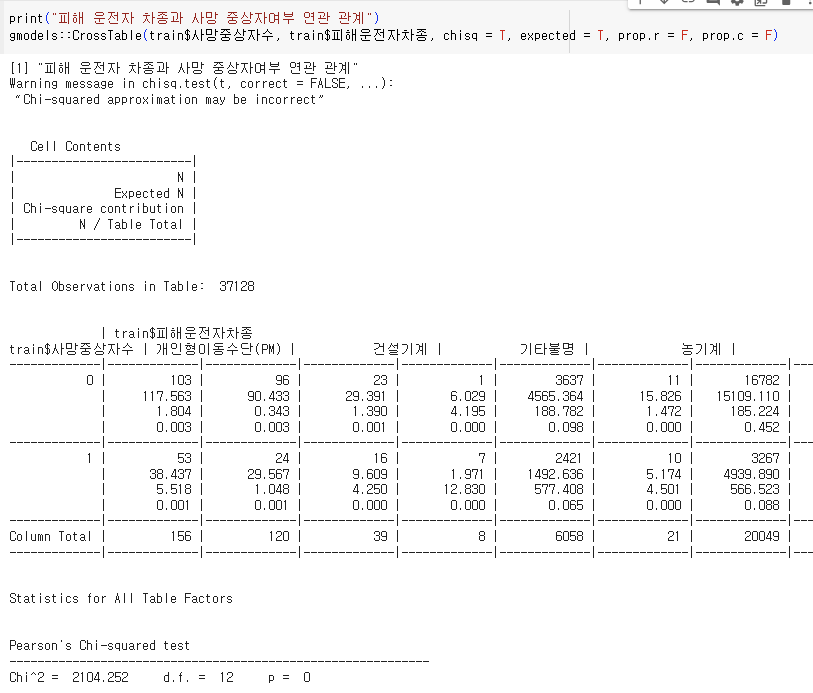 print("피해 운전자 차종과 사망 중상자여부 연관 관계")
gmodels::CrossTable(train$사망중상자수, train$피해운전자차종, chisq = T, expected = T, prop.r = F, prop.c = F)
[1] "피해 운전자 차종과 사망 중상자여부 연관 관계"
Warning message in chisq.test(t, correct = FALSE, ...):
“Chi-squared approximation may be incorrect”
Cell Contents
|-------------------------|
| N |
| Expected N |
| Chi-square contribution |
| N / Table Total |
|-------------------------|
Total Observations in Table: 37128
| train$피해운전자차종
train$사망중상자수 | 개인형이동수단(PM) | 건설기계 | 기타불명 | 농기계 |
-------------|-----------|-----------|-----------|-----------|-----------|-----------|-----------|---
0 | 103 | 96 | 23 | 1 | 3637 | 11 | 16782 |
| 117.563 | 90.433 | 29.391 | 6.029 | 4565.364 | 15.826 | 15109.110 |
| 1.804 | 0.343 | 1.390 | 4.195 | 188.782 | 1.472 | 185.224 |
| 0.003 | 0.003 | 0.001 | 0.000 | 0.098 | 0.000 | 0.452 |
-------------|-----------|-----------|-----------|-----------|-----------|-----------|-----------|---
1 | 53 | 24 | 16 | 7 | 2421 | 10 | 3267 |
| 38.437 | 29.567 | 9.609 | 1.971 | 1492.636 | 5.174 | 4939.890 |
| 5.518 | 1.048 | 4.250 | 12.830 | 577.408 | 4.501 | 566.523 |
| 0.001 | 0.001 | 0.000 | 0.000 | 0.065 | 0.000 | 0.088 |
-------------|-----------|-----------|-----------|-----------|-----------|-----------|-----------|---
Column Total | 156 | 120 | 39 | 8 | 6058 | 21 | 20049 |
-------------|-----------|-----------|-----------|-----------|-----------|-----------|-----------|---
Statistics for All Table Factors
Pearson's Chi-squared test
------------------------------------------------------------
Chi^2 = 2104.252 d.f. = 12 p = 0